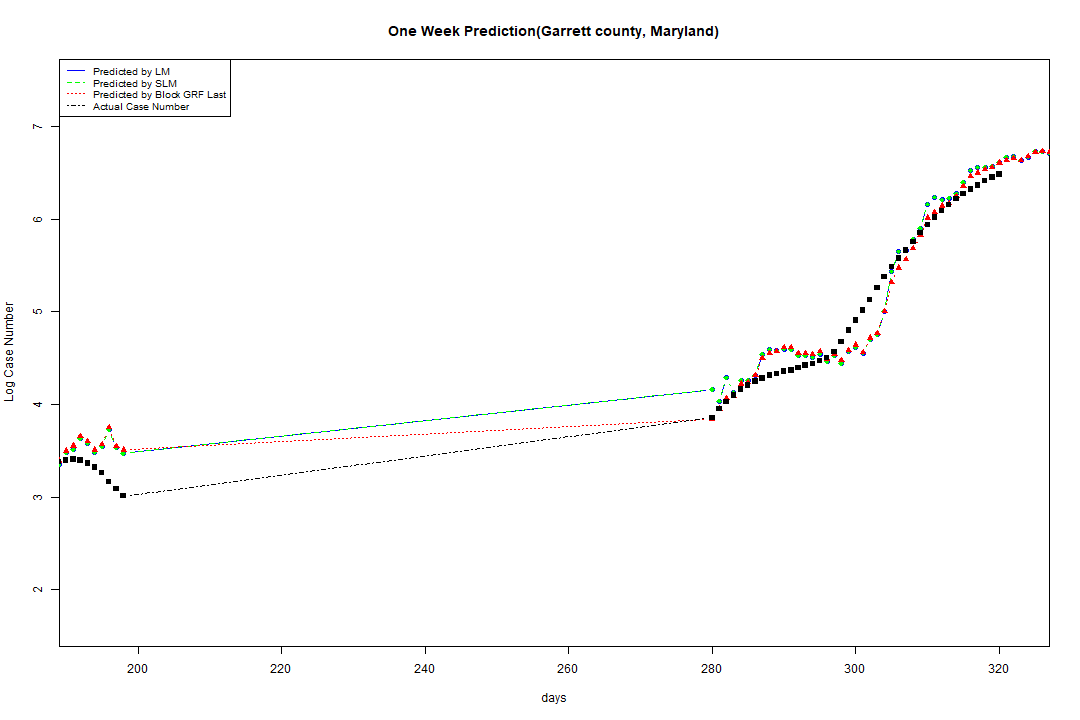 One Week Prediction(Garrett county, Maryland)
Predicted by LM
Predicted by SLM
Predicted by Block GRF Last
Actual Case Number
7
6
5
4
3
2
Log Case Number
200 220 240 260 280 300 320
days